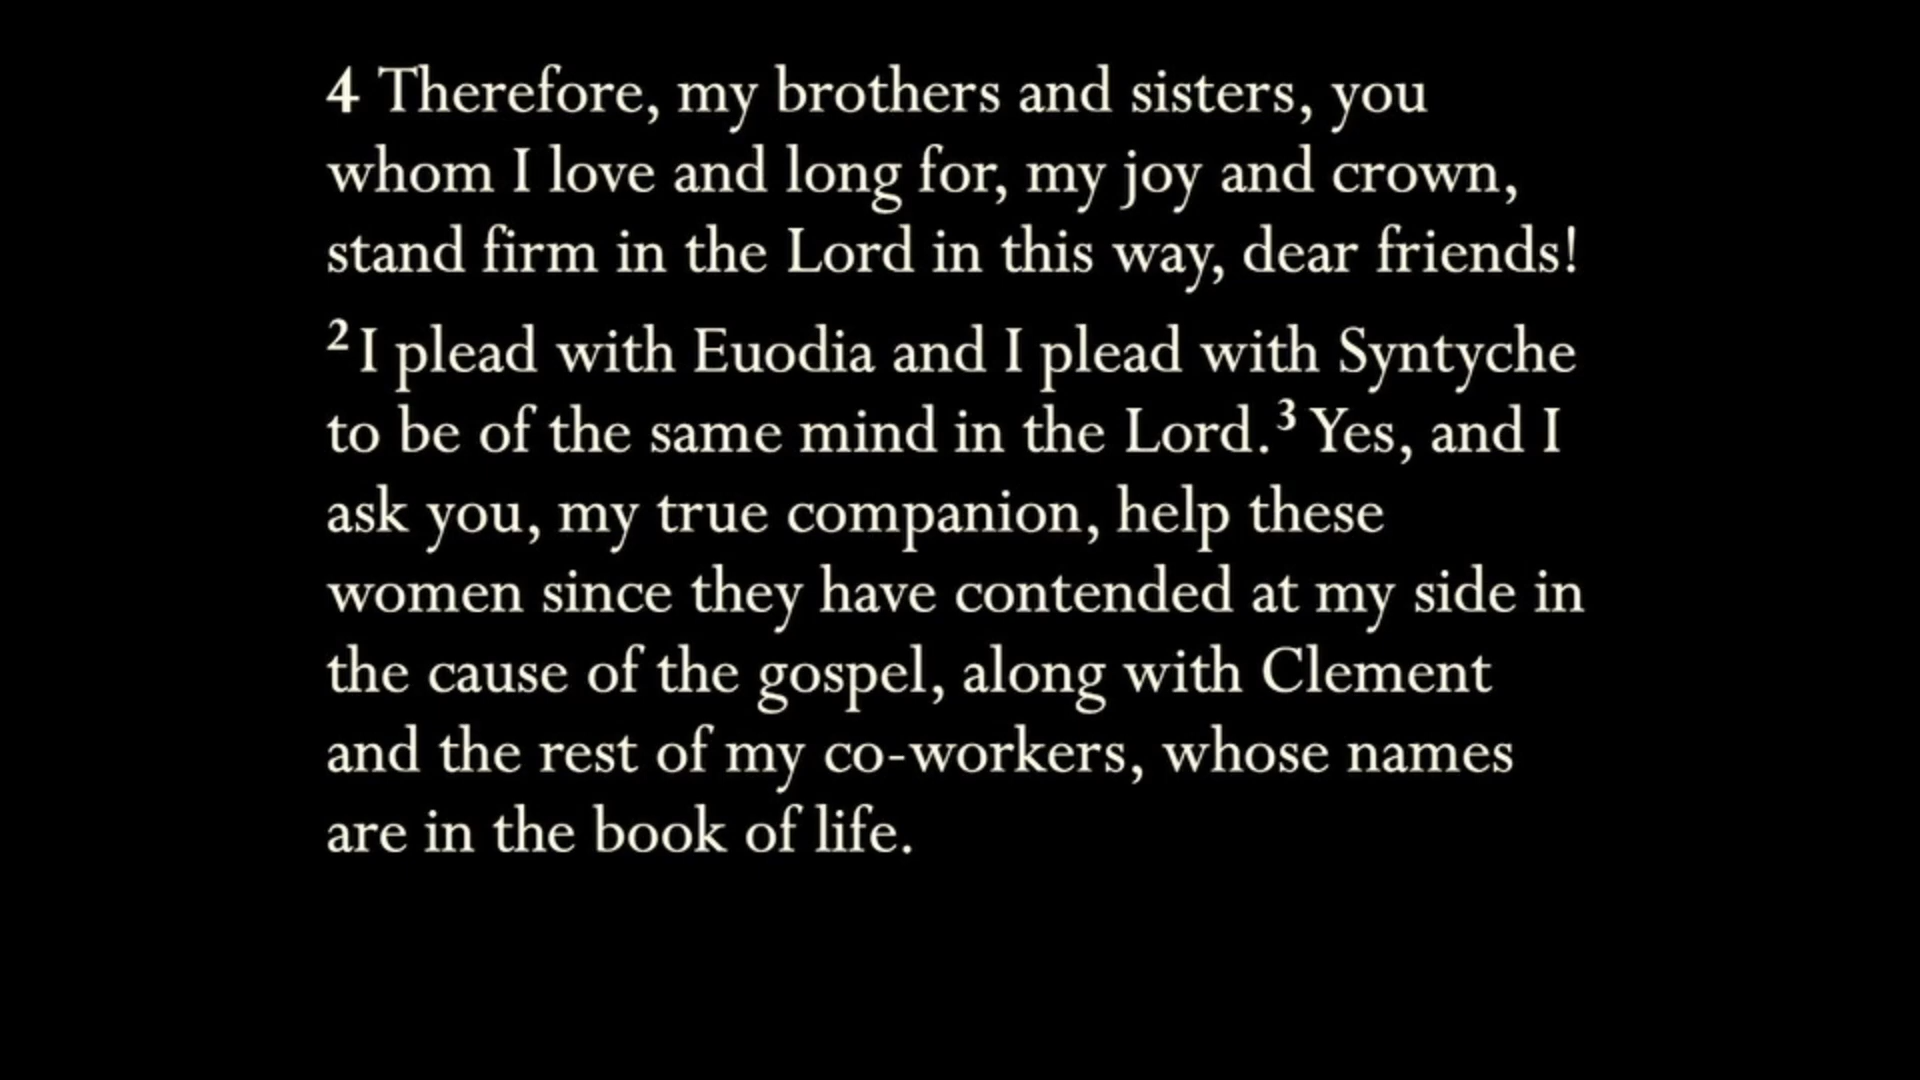 4 Therefore, my brothers and sisters, you
whom I love and long for, my joy and crown,
stand firm in the Lord in this way, dear friends!
2 I plead with Euodia and I plead with Syntyche
to be of the same mind in the Lord.3 Yes, and I
ask you, my true companion, help these
women since they have contended at my side in
the cause of the gospel, along with Clement
and the rest of my co-workers, whose names
are in the book of life.